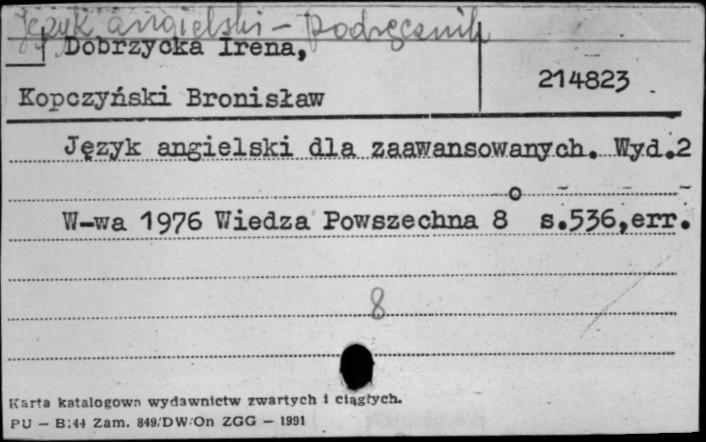 Język angielski – podręcznik
Dobrzycka Irena,
Kopczyński Bronisław
214823
Język angielski dla zaawansowanych. Wyd.2
W-wa 1976 Wiedza Powszechna 8° s.536,err.
8
Karta katalogowa wydawnictw zwartych i ciągłych.
PU – B/44 Zam. 849/DW/On ZGG – 1991